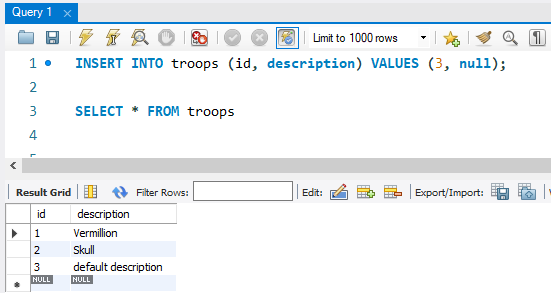 Query 1
Limit to 1000 rows
1 INSERT INTO troops (id, description) VALUES (3, null);
2
3 SELECT * FROM troops
4
Result Grid Filter Rows: Edit: Export/Import:
id description
1 Vermillion
2 Skull
3 default description
NULL NULL